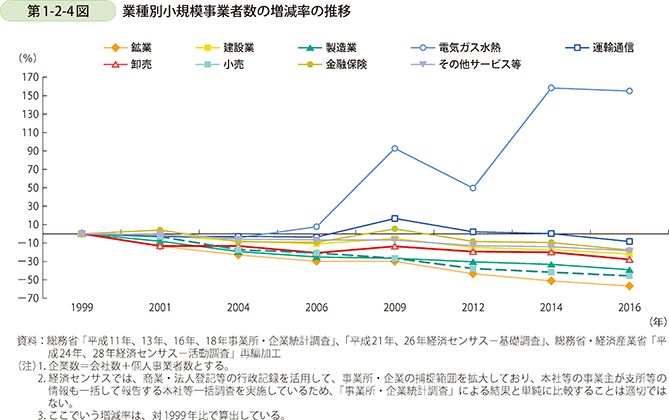 第1-2-4図 業種別小規模事業者数の増減率の推移
鉱業 建設業 製造業 電気ガス水熱 運輸通信
卸売 小売 金融保険 その他サービス等
(%)
170
150
130
110
90
70
50
30
10
−10
−30
−50
−70
1999 2001 2004 2006 2009 2012 2014 2016
(年)
資料:総務省「平成11年、13年、16年、18年事業所・企業統計調査」、「平成21年、26年経済センサス-基礎調査」、総務省・経済産業省「平
成24年、28年経済センサス-活動調査」再編加工
(注)1. 企業数=会社数+個人事業者数とする。
2. 経済センサスでは、商業・法人登記等の行政記録を活用して、事業所・企業の捕捉範囲を拡大しており、本社等の事業主が支所等の
情報も一括して報告する本社等一括調査を実施しているため、「事業所・企業統計調査」による結果と単純に比較することは適切では
ない。
3. ここでいう増減率は、対1999年比で算出している。